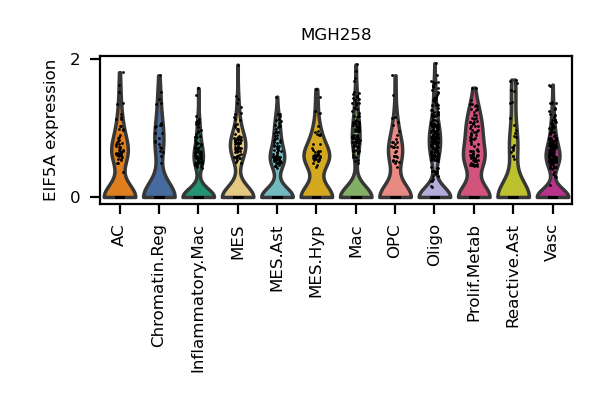 MGH258
EIF5A expression
2
0
AC
Chromatin.Reg
Inflammatory.Mac
MES
MES.Ast
MES.Hyp
Mac
OPC
Oligo
Prolif.Metab
Reactive.Ast
Vasc